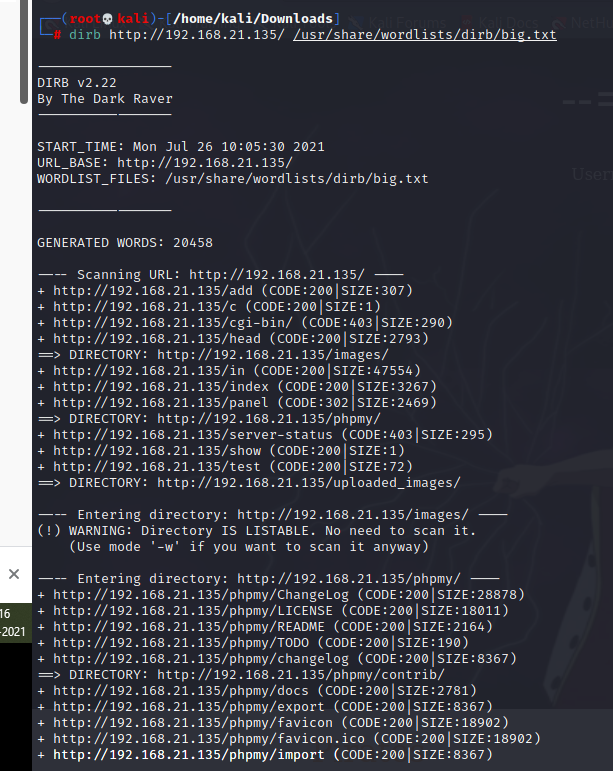 Kali Forums Kali Docs NetHu
┌──(root💀kali)-[/home/kali/Downloads]
└─# dirb http://192.168.21.135/ /usr/share/wordlists/dirb/big.txt
-----------------
DIRB v2.22
By The Dark Raver
-----------------
START_TIME: Mon Jul 26 10:05:30 2021
URL_BASE: http://192.168.21.135/
WORDLIST_FILES: /usr/share/wordlists/dirb/big.txt
User
-----------------
GENERATED WORDS: 20458
---- Scanning URL: http://192.168.21.135/ ----
+ http://192.168.21.135/add (CODE:200|SIZE:307)
+ http://192.168.21.135/c (CODE:200|SIZE:1)
+ http://192.168.21.135/cgi-bin/ (CODE:403|SIZE:290)
+ http://192.168.21.135/head (CODE:200|SIZE:2793)
==> DIRECTORY: http://192.168.21.135/images/
+ http://192.168.21.135/in (CODE:200|SIZE:47554)
+ http://192.168.21.135/index (CODE:200|SIZE:3267)
+ http://192.168.21.135/panel (CODE:302|SIZE:2469)
==> DIRECTORY: http://192.168.21.135/phpmy/
+ http://192.168.21.135/server-status (CODE:403|SIZE:295)
+ http://192.168.21.135/show (CODE:200|SIZE:1)
+ http://192.168.21.135/test (CODE:200|SIZE:72)
==> DIRECTORY: http://192.168.21.135/uploaded_images/
---- Entering directory: http://192.168.21.135/images/ ----
(!) WARNING: Directory IS LISTABLE. No need to scan it.
(Use mode '-w' if you want to scan it anyway)
---- Entering directory: http://192.168.21.135/phpmy/ ----
+ http://192.168.21.135/phpmy/ChangeLog (CODE:200|SIZE:28878)
+ http://192.168.21.135/phpmy/LICENSE (CODE:200|SIZE:18011)
+ http://192.168.21.135/phpmy/README (CODE:200|SIZE:2164)
+ http://192.168.21.135/phpmy/TODO (CODE:200|SIZE:190)
+ http://192.168.21.135/phpmy/changelog (CODE:200|SIZE:8367)
==> DIRECTORY: http://192.168.21.135/phpmy/contrib/
+ http://192.168.21.135/phpmy/docs (CODE:200|SIZE:2781)
+ http://192.168.21.135/phpmy/export (CODE:200|SIZE:8367)
+ http://192.168.21.135/phpmy/favicon (CODE:200|SIZE:18902)
+ http://192.168.21.135/phpmy/favicon.ico (CODE:200|SIZE:18902)
+ http://192.168.21.135/phpmy/import (CODE:200|SIZE:8367)
16
-2021